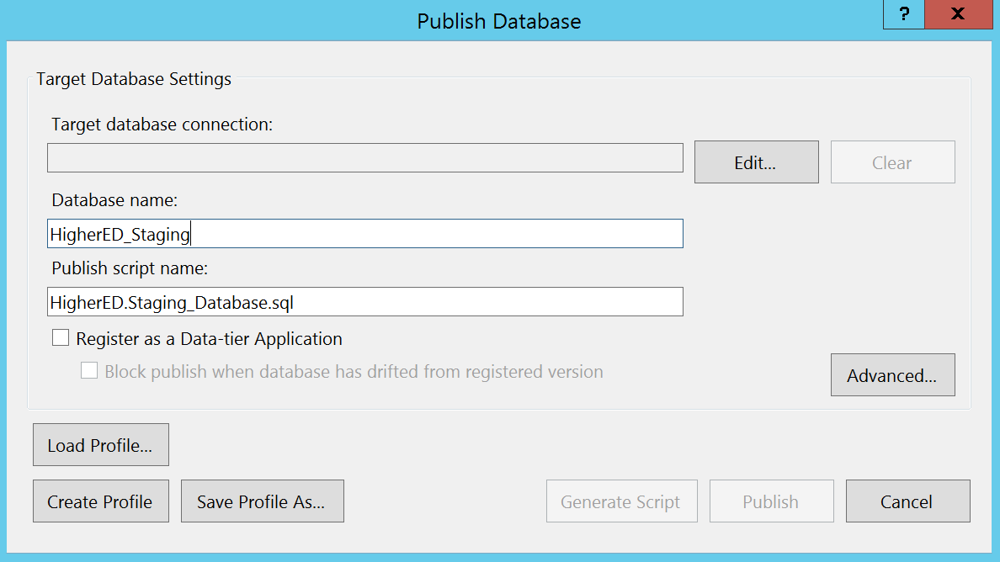 Publish Database
?
x
Target Database Settings
Target database connection:
Edit...
Clear
Database name:
HigherED_Staging
Publish script name:
HigherED.Staging_Database.sql
Register as a Data-tier Application
Block publish when database has drifted from registered version
Advanced...
Load Profile...
Create Profile
Save Profile As...
Generate Script
Publish
Cancel